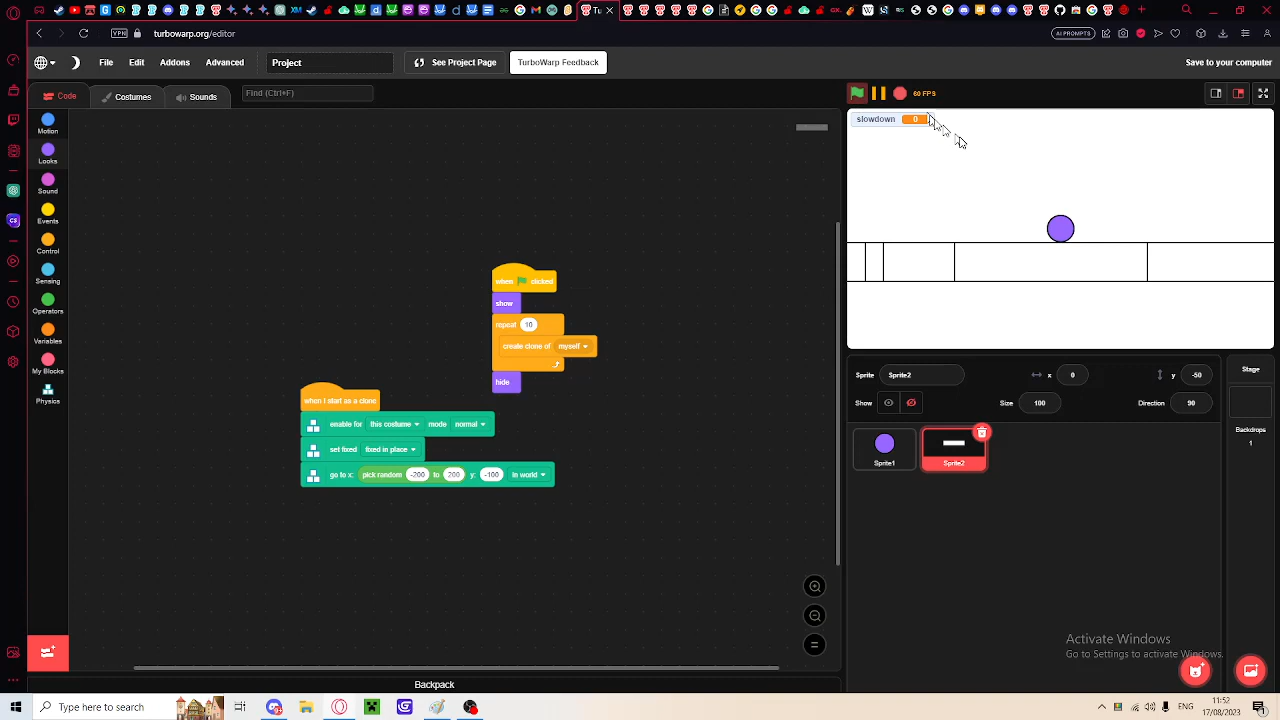 Tu
VPN
turbowarp.org/editor
AI PROMPTS
File Edit Addons Advanced Project See Project Page TurboWarp Feedback Save to your computer
Code Costumes Sounds Find (Ctrl+F) 60 FPS
Motion
Looks
Sound
Events
Control
Sensing
Operators
Variables
My Blocks
Physics
when clicked
show
repeat 10
create clone of myself
hide
when I start as a clone
enable for this costume mode normal
set fixed fixed in place
go to x: pick random -200 to 200 y: -100 in world
slowdown 0
Sprite Sprite2 x 0 y -50
Show Size 100 Direction 90
Sprite1
Sprite2
Stage
Backdrops
1
Activate Windows
Go to Settings to activate Windows.
Backpack
Type here to search
ENG
11:52
17/08/2023